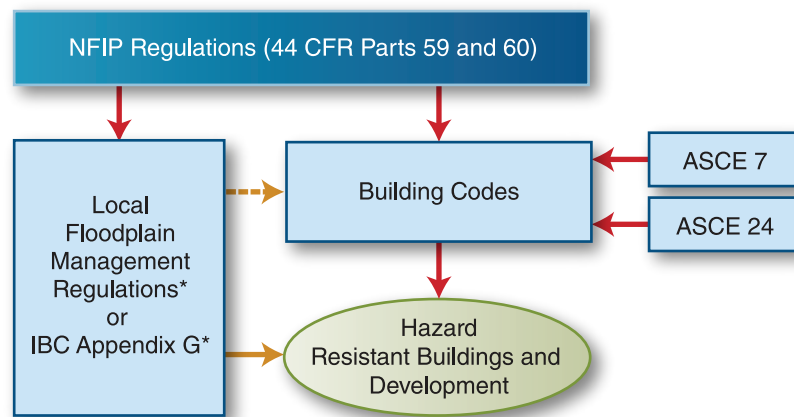 NFIP Regulations (44 CFR Parts 59 and 60)
Local
Floodplain
Management
Regulations*
or
IBC Appendix G*
Building Codes
ASCE 7
ASCE 24
Hazard
Resistant Buildings and
Development